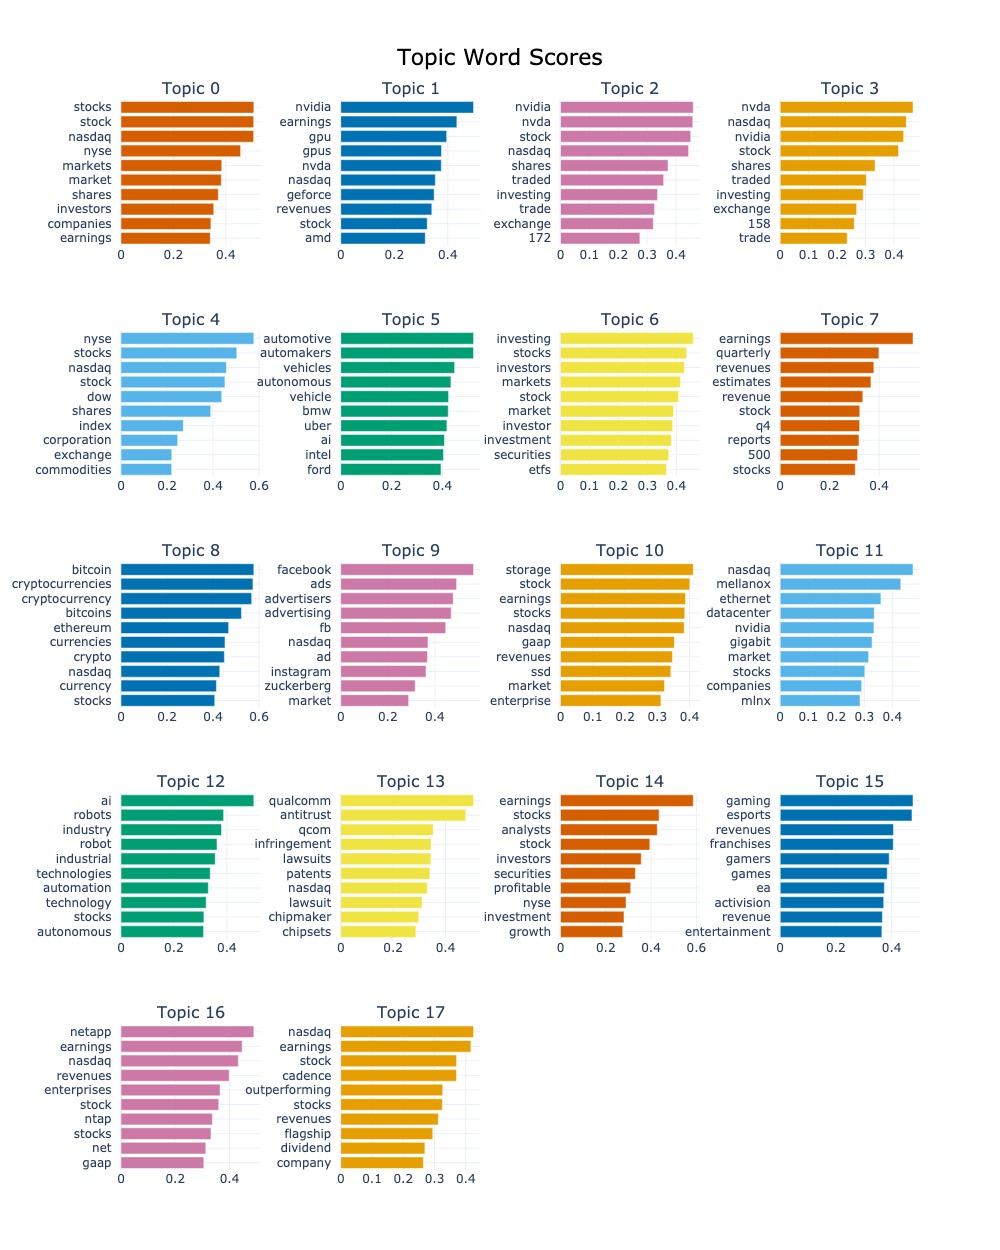 Topic Word Scores
Topic 0
stocks
stock
nasdaq
nyse
markets
market
shares
investors
companies
earnings
0 0.2 0.4
Topic 1
nvidia
earnings
gpu
gpus
nvda
nasdaq
geforce
revenues
stock
amd
0 0.2 0.4
Topic 2
nvidia
nvda
stock
nasdaq
shares
traded
investing
trade
exchange
172
0 0.1 0.2 0.3 0.4
Topic 3
nvda
nasdaq
nvidia
stock
shares
traded
investing
exchange
158
trade
0 0.1 0.2 0.3 0.4
Topic 4
nyse
stocks
nasdaq
stock
dow
shares
index
corporation
exchange
commodities
0 0.2 0.4 0.6
Topic 5
automotive
automakers
vehicles
autonomous
vehicle
bmw
uber
ai
intel
ford
0 0.2 0.4
Topic 6
investing
stocks
investors
markets
stock
market
investor
investment
securities
etfs
0 0.1 0.2 0.3 0.4
Topic 7
earnings
quarterly
revenues
estimates
revenue
stock
q4
reports
500
stocks
0 0.2 0.4
Topic 8
bitcoin
cryptocurrencies
cryptocurrency
bitcoins
ethereum
currencies
crypto
nasdaq
currency
stocks
0 0.2 0.4 0.6
Topic 9
facebook
ads
advertisers
advertising
fb
nasdaq
ad
instagram
zuckerberg
market
0 0.2 0.4
Topic 10
storage
stock
earnings
stocks
nasdaq
gaap
revenues
ssd
market
enterprise
0 0.1 0.2 0.3 0.4
Topic 11
nasdaq
mellanox
ethernet
datacenter
nvidia
gigabit
market
stocks
companies
mlnx
0 0.1 0.2 0.3 0.4
Topic 12
ai
robots
industry
robot
industrial
technologies
automation
technology
stocks
autonomous
0 0.2 0.4
Topic 13
qualcomm
antitrust
qcom
infringement
lawsuits
patents
nasdaq
lawsuit
chipmaker
chipsets
0 0.2 0.4
Topic 14
earnings
stocks
analysts
stock
investors
securities
profitable
nyse
investment
growth
0 0.2 0.4 0.6
Topic 15
gaming
esports
revenues
franchises
gamers
games
ea
activision
revenue
entertainment
0 0.2 0.4
Topic 16
netapp
earnings
nasdaq
revenues
enterprises
stock
ntap
stocks
net
gaap
0 0.2 0.4
Topic 17
nasdaq
earnings
stock
cadence
outperforming
stocks
revenues
flagship
dividend
company
0 0.1 0.2 0.3 0.4